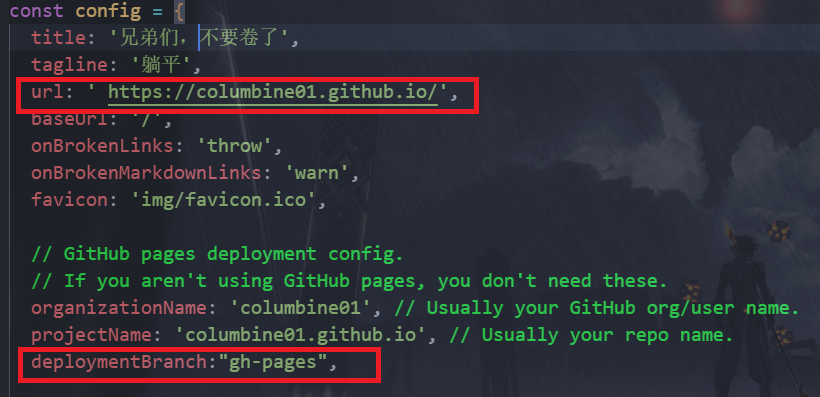 const config = {
title: '兄弟们，不要卷了',
tagline: '躺平',
url: ' https://columbine01.github.io/',
baseUrl: '/',
onBrokenLinks: 'throw',
onBrokenMarkdownLinks: 'warn',
favicon: 'img/favicon.ico',
// GitHub pages deployment config.
// If you aren't using GitHub pages, you don't need these.
organizationName: 'columbine01', // Usually your GitHub org/user name.
projectName: 'columbine01.github.io', // Usually your repo name.
deploymentBranch:"gh-pages",